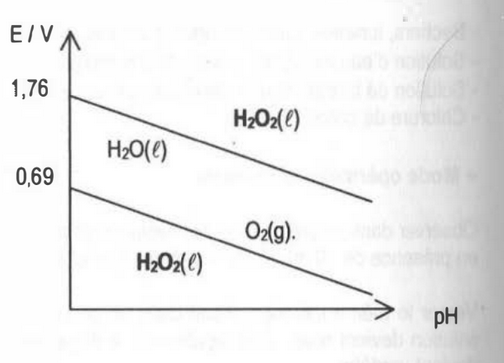 E / V
1,76
H₂O₂(ℓ)
H₂O(ℓ)
0,69
O₂(g).
H₂O₂(ℓ)
pH